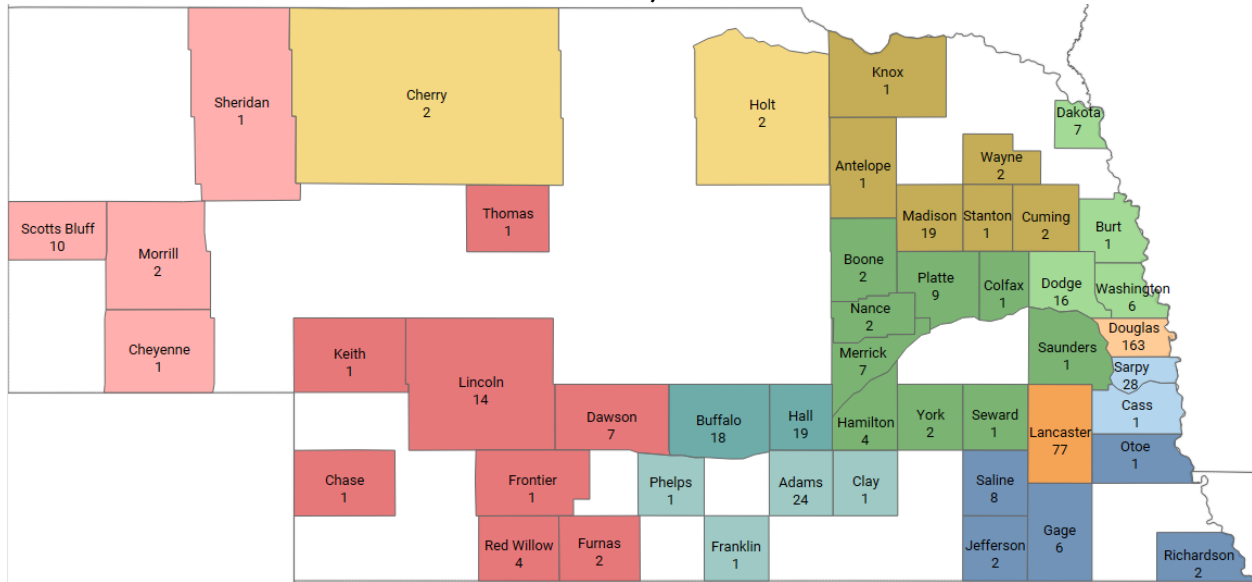 Sheridan
1
Cherry
2
Holt
2
Knox
1
Dakota
7
Antelope
1
Wayne
2
Madison
19
Stanton
1
Cuming
2
Burt
1
Thomas
1
Scotts Bluff
10
Morrill
2
Boone
2
Platte
9
Colfax
1
Dodge
16
Washington
6
Nance
2
Cheyenne
1
Keith
1
Lincoln
14
Merrick
7
Saunders
1
Douglas
163
Sarpy
28
Dawson
7
Buffalo
18
Hall
19
Hamilton
4
York
2
Seward
1
Lancaster
77
Cass
1
Otoe
1
Chase
1
Frontier
1
Phelps
1
Adams
24
Clay
1
Saline
8
Red Willow
4
Furnas
2
Franklin
1
Jefferson
2
Gage
6
Richardson
2